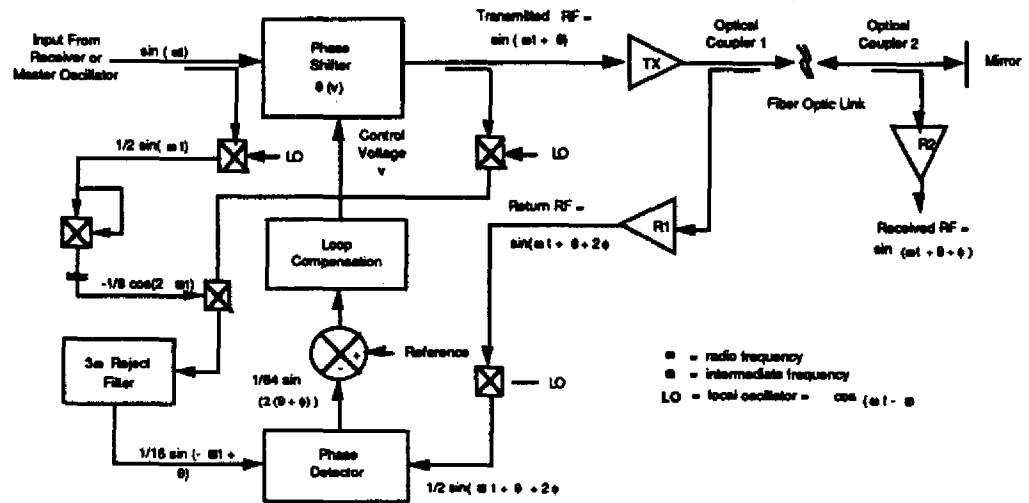 Input From
Receiver or
Master Oscillator
sin (ωt)
Phase
Shifter
θ (v)
Transmitted RF =
sin (ωt + θ)
TX
Optical
Coupler 1
Optical
Coupler 2
Mirror
Fiber Optic Link
R2
Received RF =
sin (ωt + θ + ϕ)
1/2 sin( ωt)
LO
Control
Voltage
v
LO
Return RF =
sin(ωt + θ + 2ϕ
R1
Loop
Compensation
-1/8 cos(2 ωt)
3ω Reject
Filter
+
-
Reference
1/64 sin
(2 (θ + ϕ) )
LO
ω = radio frequency
ω = intermediate frequency
LO = local oscillator = cos (ωt - ω
1/16 sin (- ωt +
θ)
Phase
Detector
1/2 sin( ωt + θ + 2ϕ